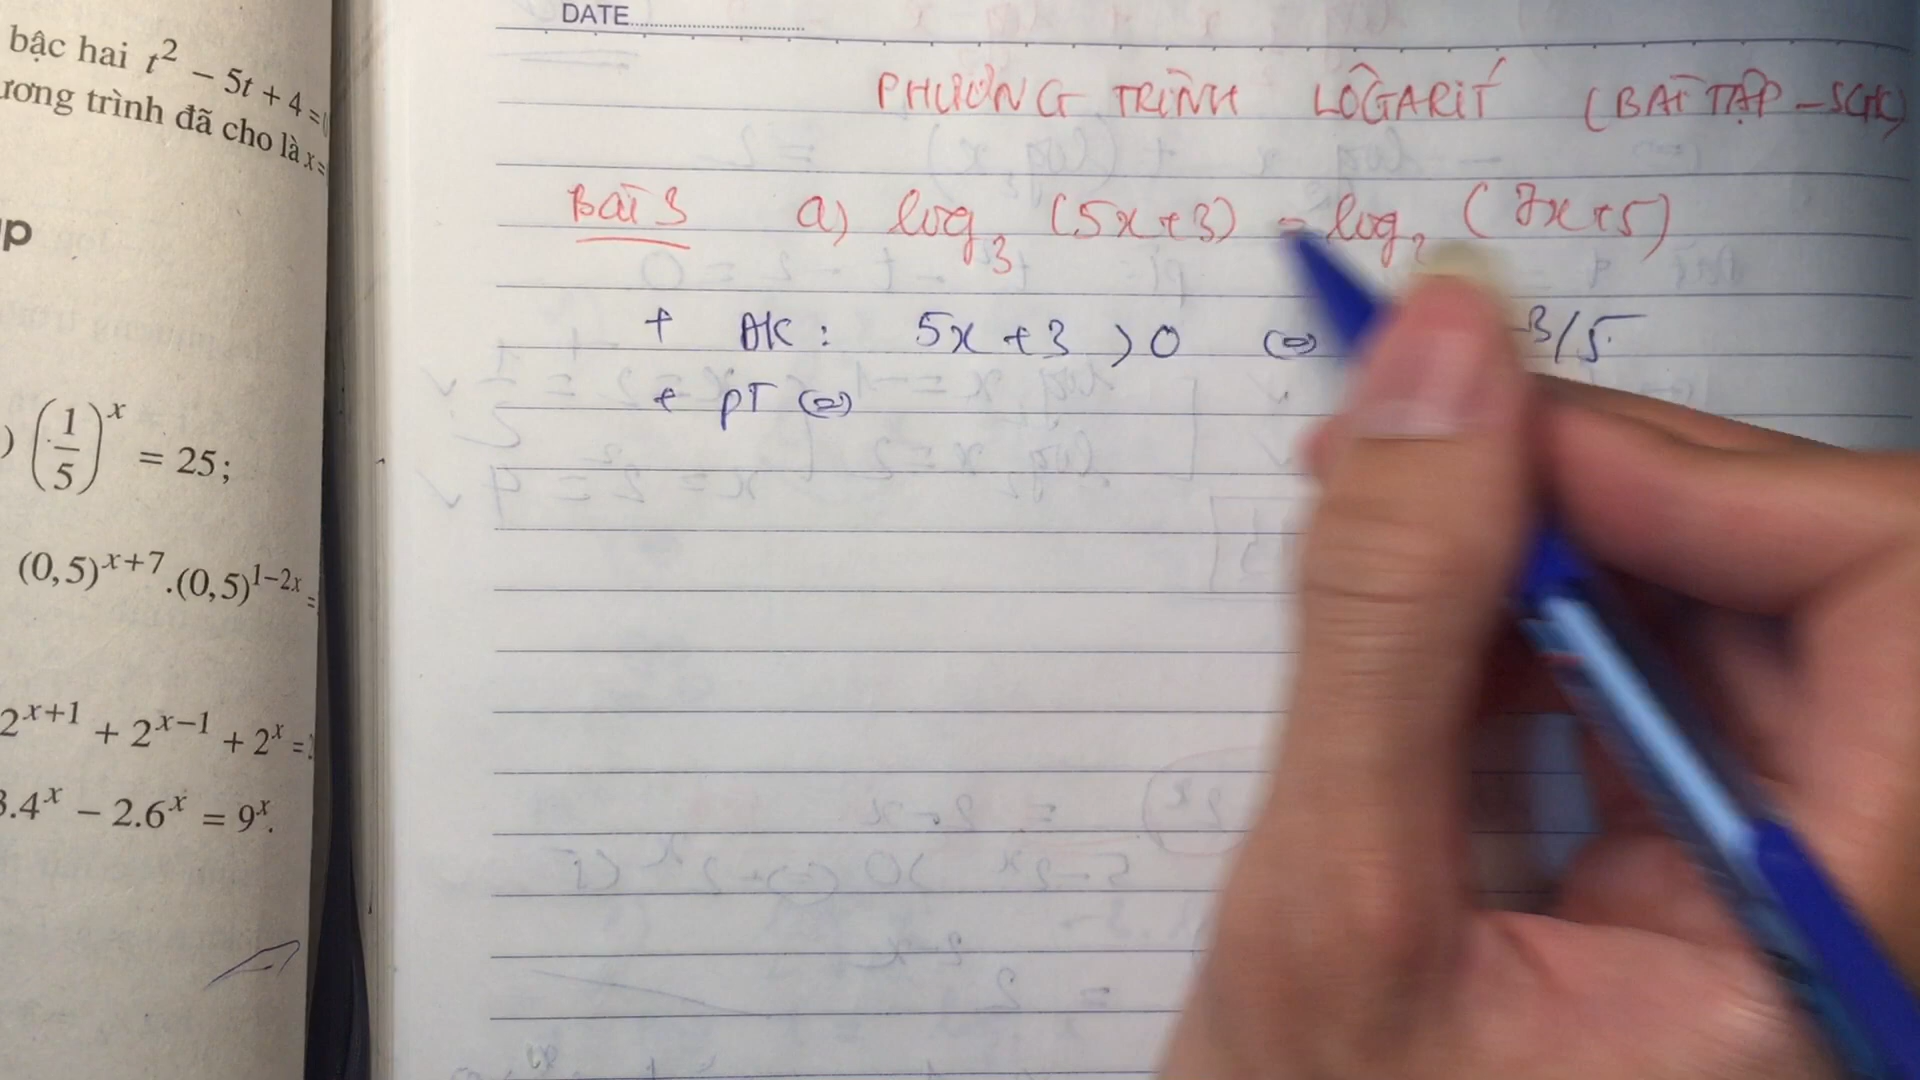 bậc hai t² − 5t + 4 = 0
ương trình đã cho là x =
p
) (1/5)^x = 25;
(0,5)^{x+7}.(0,5)^{1−2x} =
2^{x+1} + 2^{x−1} + 2^x =
3.4^x − 2.6^x = 9^x.
DATE
PHƯƠNG TRÌNH LÔGARIT (BÀI TẬP - SGK)
Bài 3 a) log₃ (5x+3) = log₃ (7x+5)
+ ĐK: 5x+3 > 0 ⇔ -3/5
+ PT ⇔